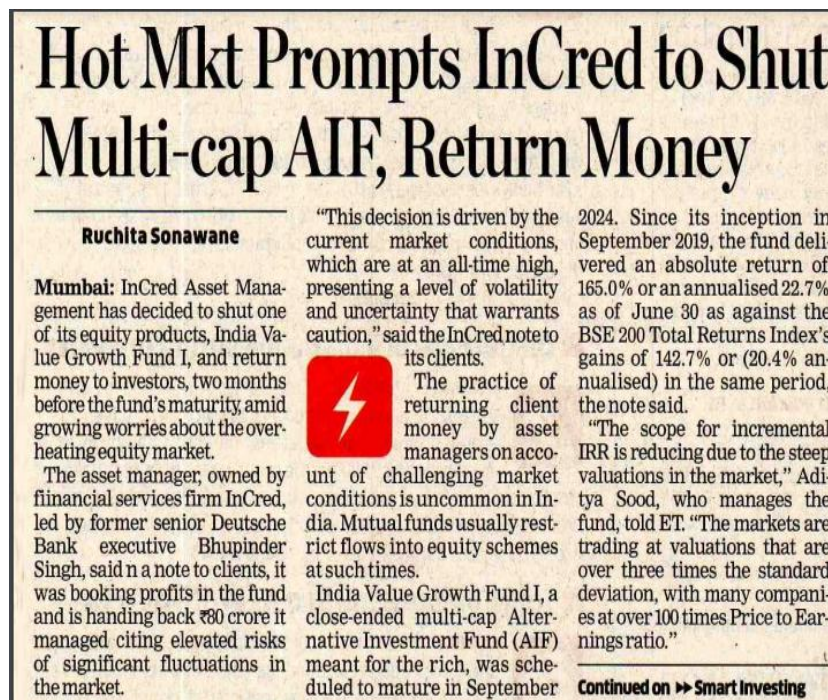 Hot Mkt Prompts InCred to Shut
Multi-cap AIF, Return Money
Ruchita Sonawane
Mumbai: InCred Asset Mana-
gement has decided to shut one
of its equity products, India Va-
lue Growth Fund I, and return
money to investors, two months
before the fund's maturity, amid
growing worries about the over-
heating equity market.
The asset manager, owned by
fiinancial services firm InCred,
led by former senior Deutsche
Bank executive Bhupinder
Singh, said n a note to clients, it
was booking profits in the fund
and is handing back ₹80 crore it
managed citing elevated risks
of significant fluctuations in
the market.
"This decision is driven by the
current market conditions,
which are at an all-time high,
presenting a level of volatility
and uncertainty that warrants
caution," said the InCred note to
its clients.
The practice of
returning client
money by asset
managers on acco-
unt of challenging market
conditions is uncommon in In-
dia. Mutual funds usually rest-
rict flows into equity schemes
at such times.
India Value Growth Fund I, a
close-ended multi-cap Alter-
native Investment Fund (AIF)
meant for the rich, was sche-
duled to mature in September
2024. Since its inception in
September 2019, the fund deli-
vered an absolute return of
165.0% or an annualised 22.7%
as of June 30 as against the
BSE 200 Total Returns Index's
gains of 142.7% or (20.4% an-
nualised) in the same period,
the note said.
"The scope for incremental
IRR is reducing due to the steep
valuations in the market," Adi-
tya Sood, who manages the
fund, told ET. "The markets are
trading at valuations that are
over three times the standard
deviation, with many compani-
es at over 100 times Price to Ear-
nings ratio."
Continued on ▸▸ Smart Investing